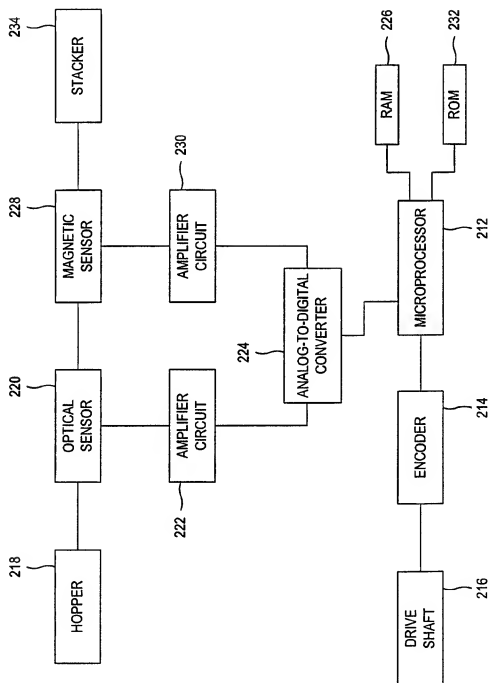 218
HOPPER
220
OPTICAL
SENSOR
228
MAGNETIC
SENSOR
234
STACKER
222
AMPLIFIER
CIRCUIT
230
AMPLIFIER
CIRCUIT
224
ANALOG-TO-DIGITAL
CONVERTER
226
RAM
232
ROM
216
DRIVE
SHAFT
214
ENCODER
212
MICROPROCESSOR